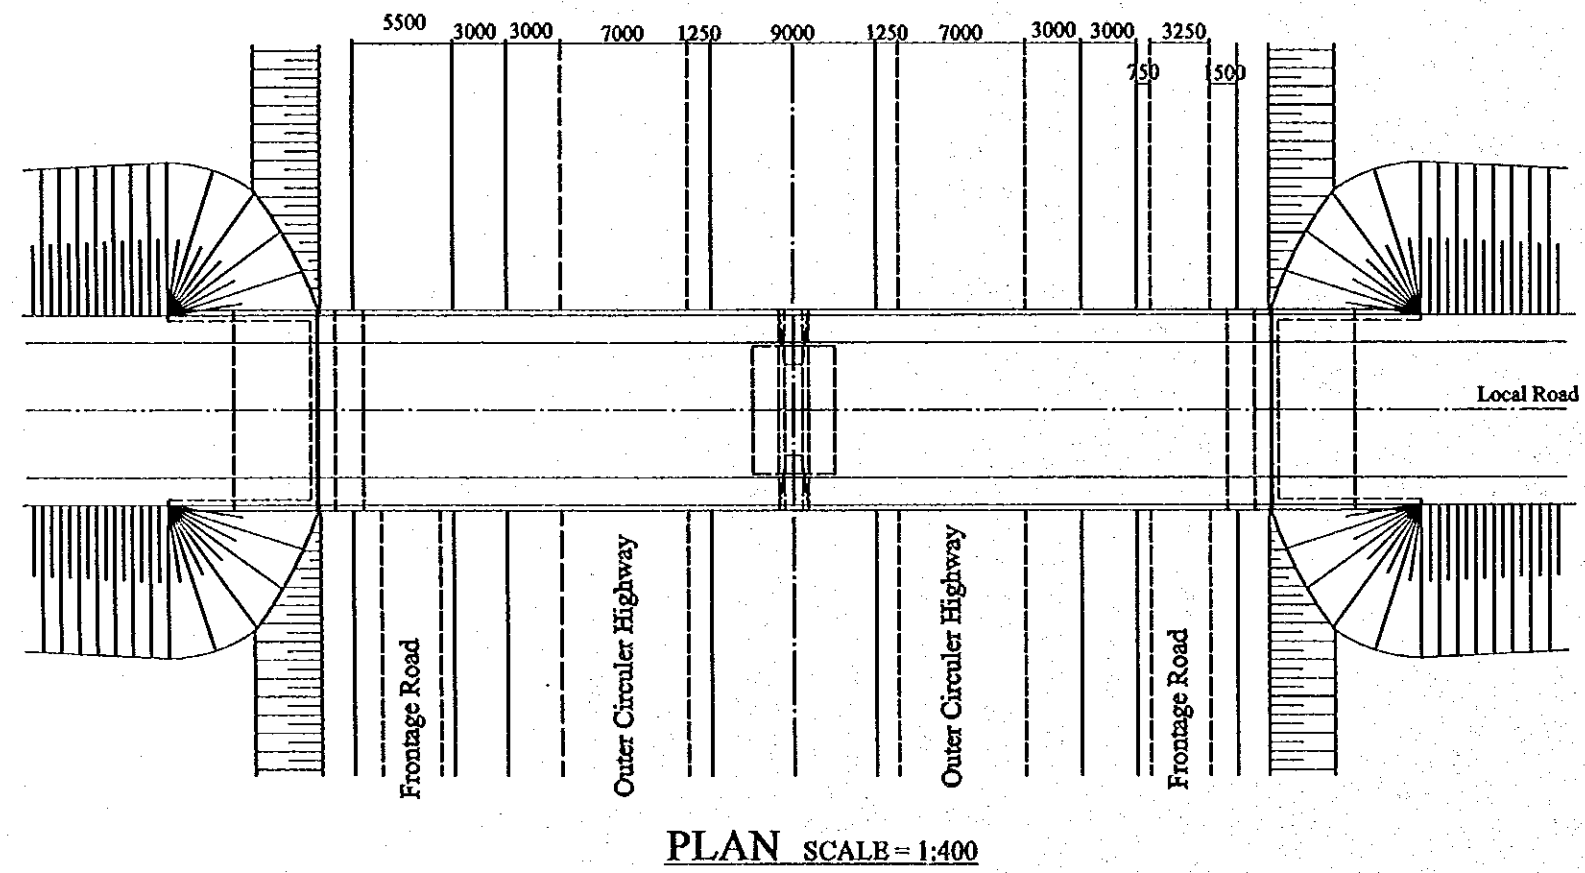 5500 3000 3000 7000 1250 9000 1250 7000 3000 3000 3250
750 1500
Local Road
Frontage Road
Outer Circuler Highway
Outer Circuler Highway
Frontage Road
PLAN SCALE = 1:400